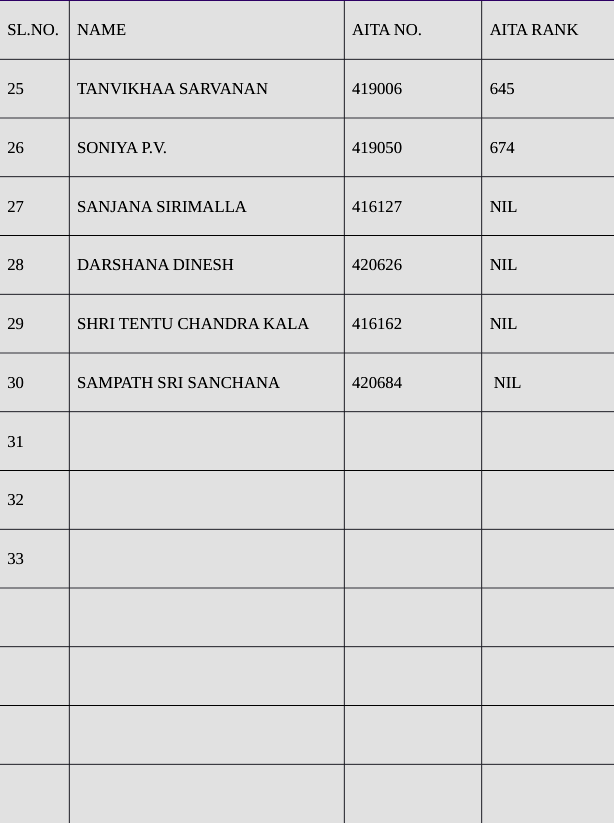 SL.NO. NAME AITA NO. AITA RANK
25 TANVIKHAA SARVANAN 419006 645
26 SONIYA P.V. 419050 674
27 SANJANA SIRIMALLA 416127 NIL
28 DARSHANA DINESH 420626 NIL
29 SHRI TENTU CHANDRA KALA 416162 NIL
30 SAMPATH SRI SANCHANA 420684 NIL
31
32
33